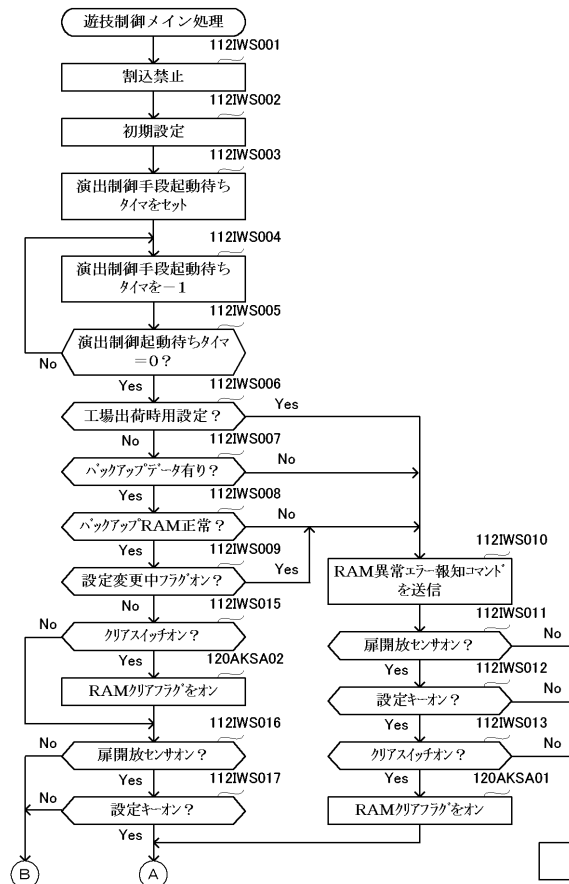 遊技制御メイン処理
112IWS001
割込禁止
112IWS002
初期設定
112IWS003
演出制御手段起動待ち
タイマをセット
112IWS004
演出制御手段起動待ち
タイマを－1
112IWS005
演出制御起動待ちタイマ
＝0？
No
Yes
112IWS006
工場出荷時用設定？
Yes
No
112IWS007
バックアップデータ有り？
No
Yes
112IWS008
バックアップRAM正常？
No
Yes
112IWS009
設定変更中フラグオン？
Yes
No
112IWS015
クリアスイッチオン？
No
Yes
120AKSA02
RAMクリアフラグをオン
112IWS016
扉開放センサオン？
No
Yes
112IWS017
設定キーオン？
No
Yes
B
A
112IWS010
RAM異常エラー報知コマンド
を送信
112IWS011
扉開放センサオン？
No
Yes
112IWS012
設定キーオン？
No
Yes
112IWS013
クリアスイッチオン？
No
Yes
120AKSA01
RAMクリアフラグをオン